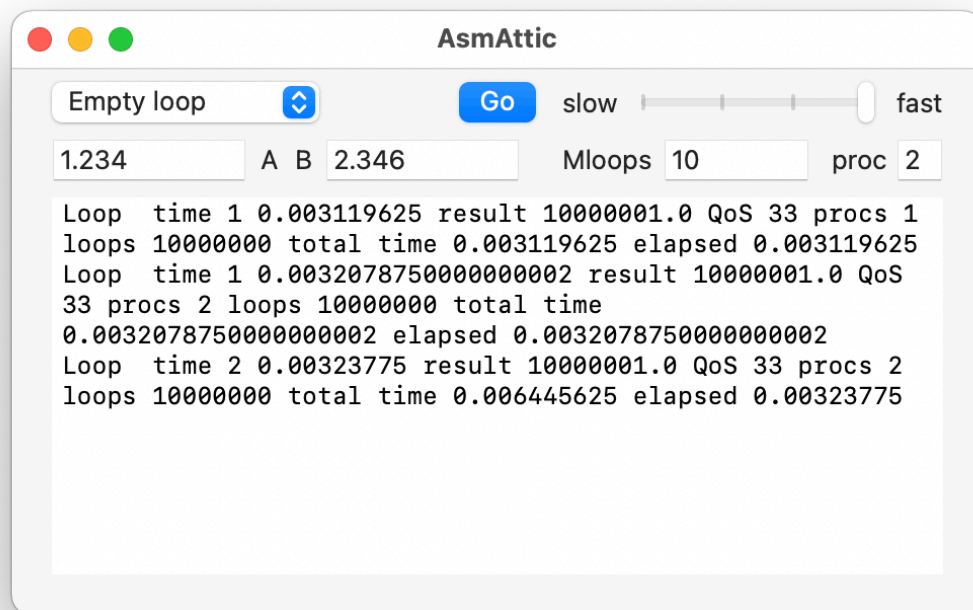 AsmAttic
Empty loop Go slow fast
1.234 A B 2.346 Mloops 10 proc 2
Loop  time 1 0.003119625 result 10000001.0 QoS 33 procs 1
loops 10000000 total time 0.003119625 elapsed 0.003119625
Loop  time 1 0.0032078750000000002 result 10000001.0 QoS
33 procs 2 loops 10000000 total time
0.0032078750000000002 elapsed 0.0032078750000000002
Loop  time 2 0.00323775 result 10000001.0 QoS 33 procs 2
loops 10000000 total time 0.006445625 elapsed 0.00323775